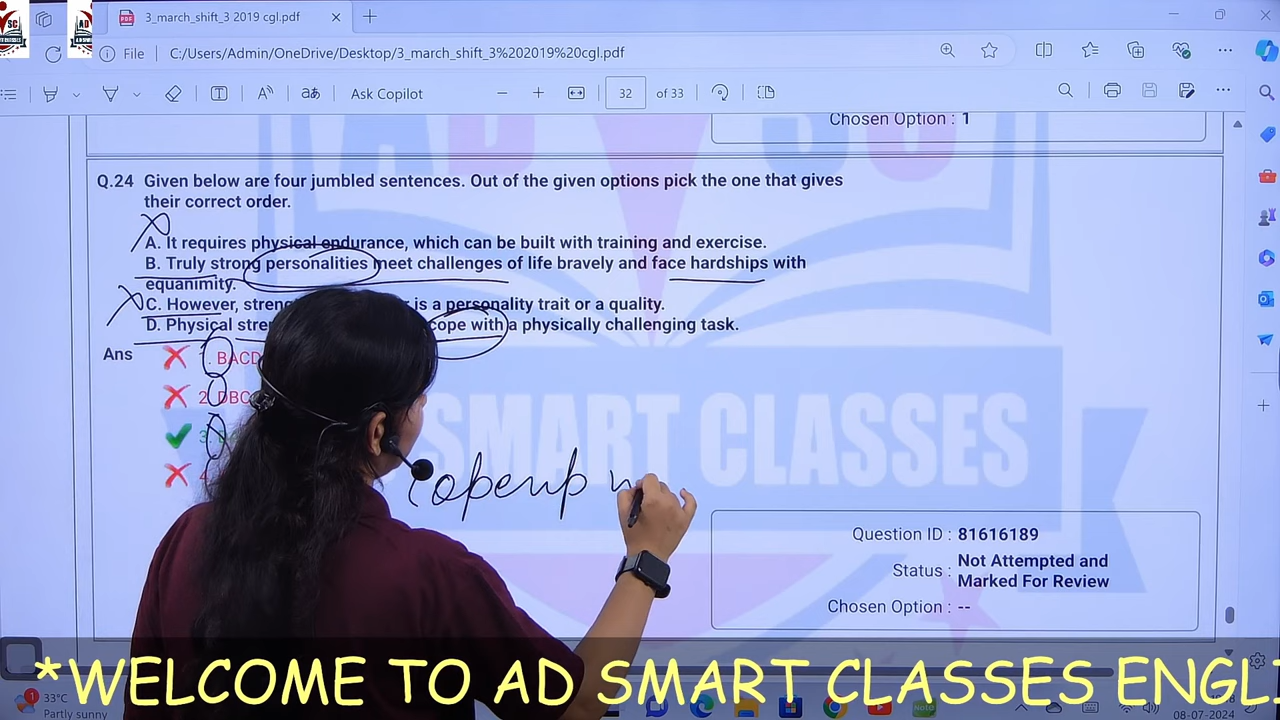 3_march_shift_3 2019 cgl.pdf
File C:/Users/Admin/OneDrive/Desktop/3_march_shift_3%202019%20cgl.pdf
Ask Copilot 32 of 33
Chosen Option : 1
Q.24 Given below are four jumbled sentences. Out of the given options pick the one that gives
their correct order.
A. It requires physical endurance, which can be built with training and exercise.
B. Truly strong personalities meet challenges of life bravely and face hardships with
equanimity.
C. However, is a personality trait or a quality.
D. Physical cope with a physically challenging task.
Ans 1. BACD
2. DBC
3.
SMART CLASSES
Question ID : 81616189
Status : Not Attempted and
Marked For Review
Chosen Option : --
*WELCOME TO AD SMART CLASSES ENGL
33°C
Partly sunny
08-07-2024